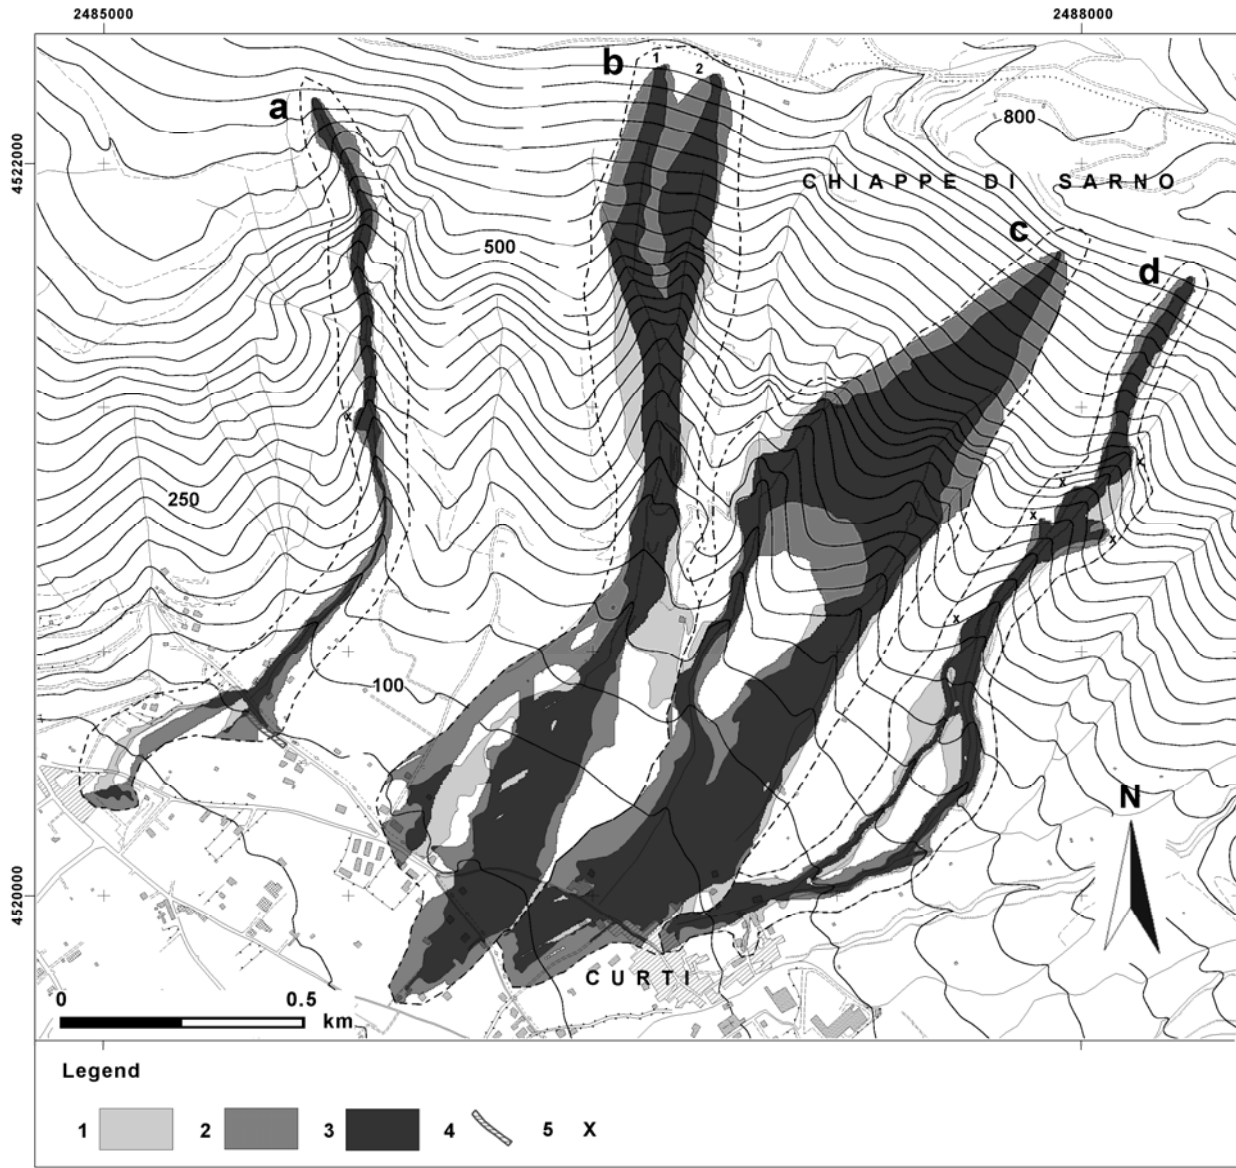 2485000 2488000
b 1 2
a
800
4522000
CHIAPPE DI SARNO
c
500
d
250
100
N
4520000
CURTI
0 0.5 km
x
x
x
x
x
x
Legend
1 2 3 4 5 X